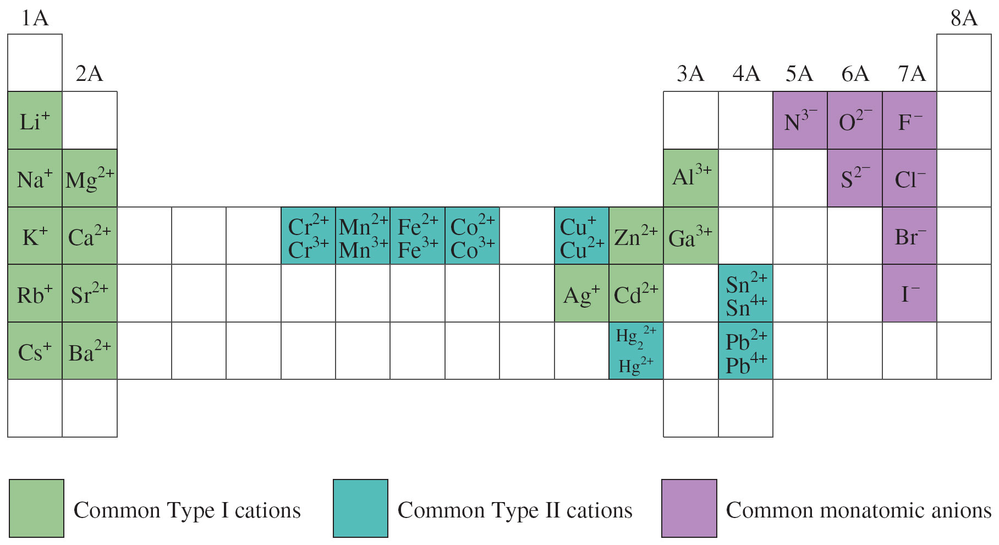 1A 8A
2A 3A 4A 5A 6A 7A
Li⁺ N³⁻ O²⁻ F⁻
Na⁺ Mg²⁺ Al³⁺ S²⁻ Cl⁻
K⁺ Ca²⁺ Cr²⁺ Cr³⁺ Mn²⁺ Mn³⁺ Fe²⁺ Fe³⁺ Co²⁺ Co³⁺ Cu⁺ Cu²⁺ Zn²⁺ Ga³⁺ Br⁻
Rb⁺ Sr²⁺ Ag⁺ Cd²⁺ Sn²⁺ Sn⁴⁺ I⁻
Cs⁺ Ba²⁺ Hg₂²⁺ Hg²⁺ Pb²⁺ Pb⁴⁺
Common Type I cations Common Type II cations Common monatomic anions